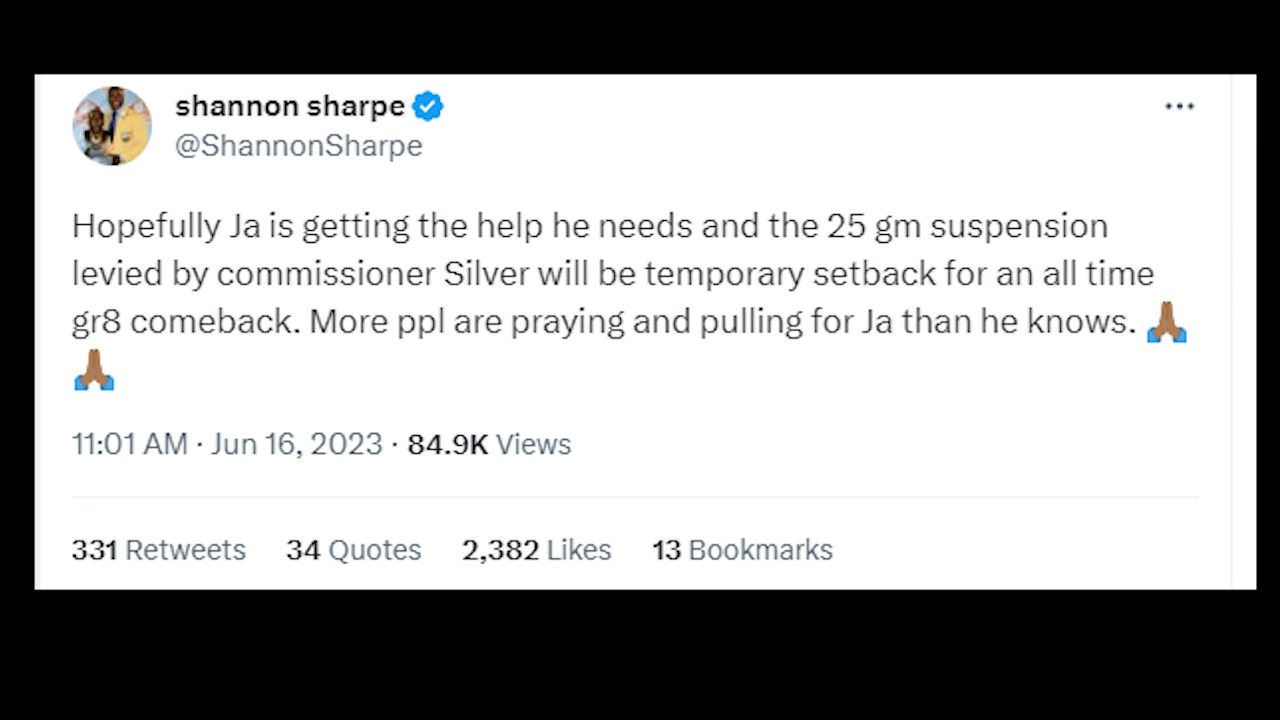 shannon sharpe
@ShannonSharpe
Hopefully Ja is getting the help he needs and the 25 gm suspension
levied by commissioner Silver will be temporary setback for an all time
gr8 comeback. More ppl are praying and pulling for Ja than he knows. 🙏🏾
🙏🏾
11:01 AM · Jun 16, 2023 · 84.9K Views
331 Retweets 34 Quotes 2,382 Likes 13 Bookmarks